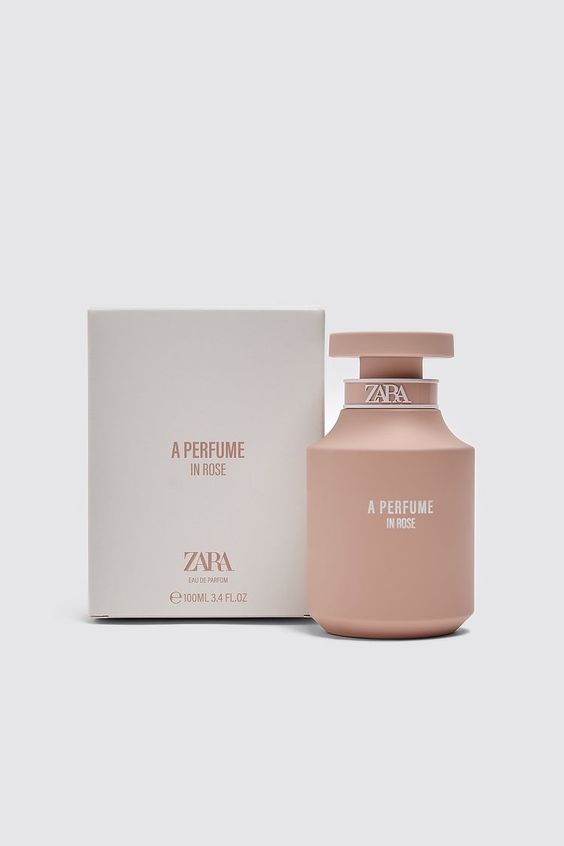 A PERFUME
IN ROSE
ZARA
EAU DE PARFUM
℮100ML 3.4 FL.OZ
ZARA
A PERFUME
IN ROSE